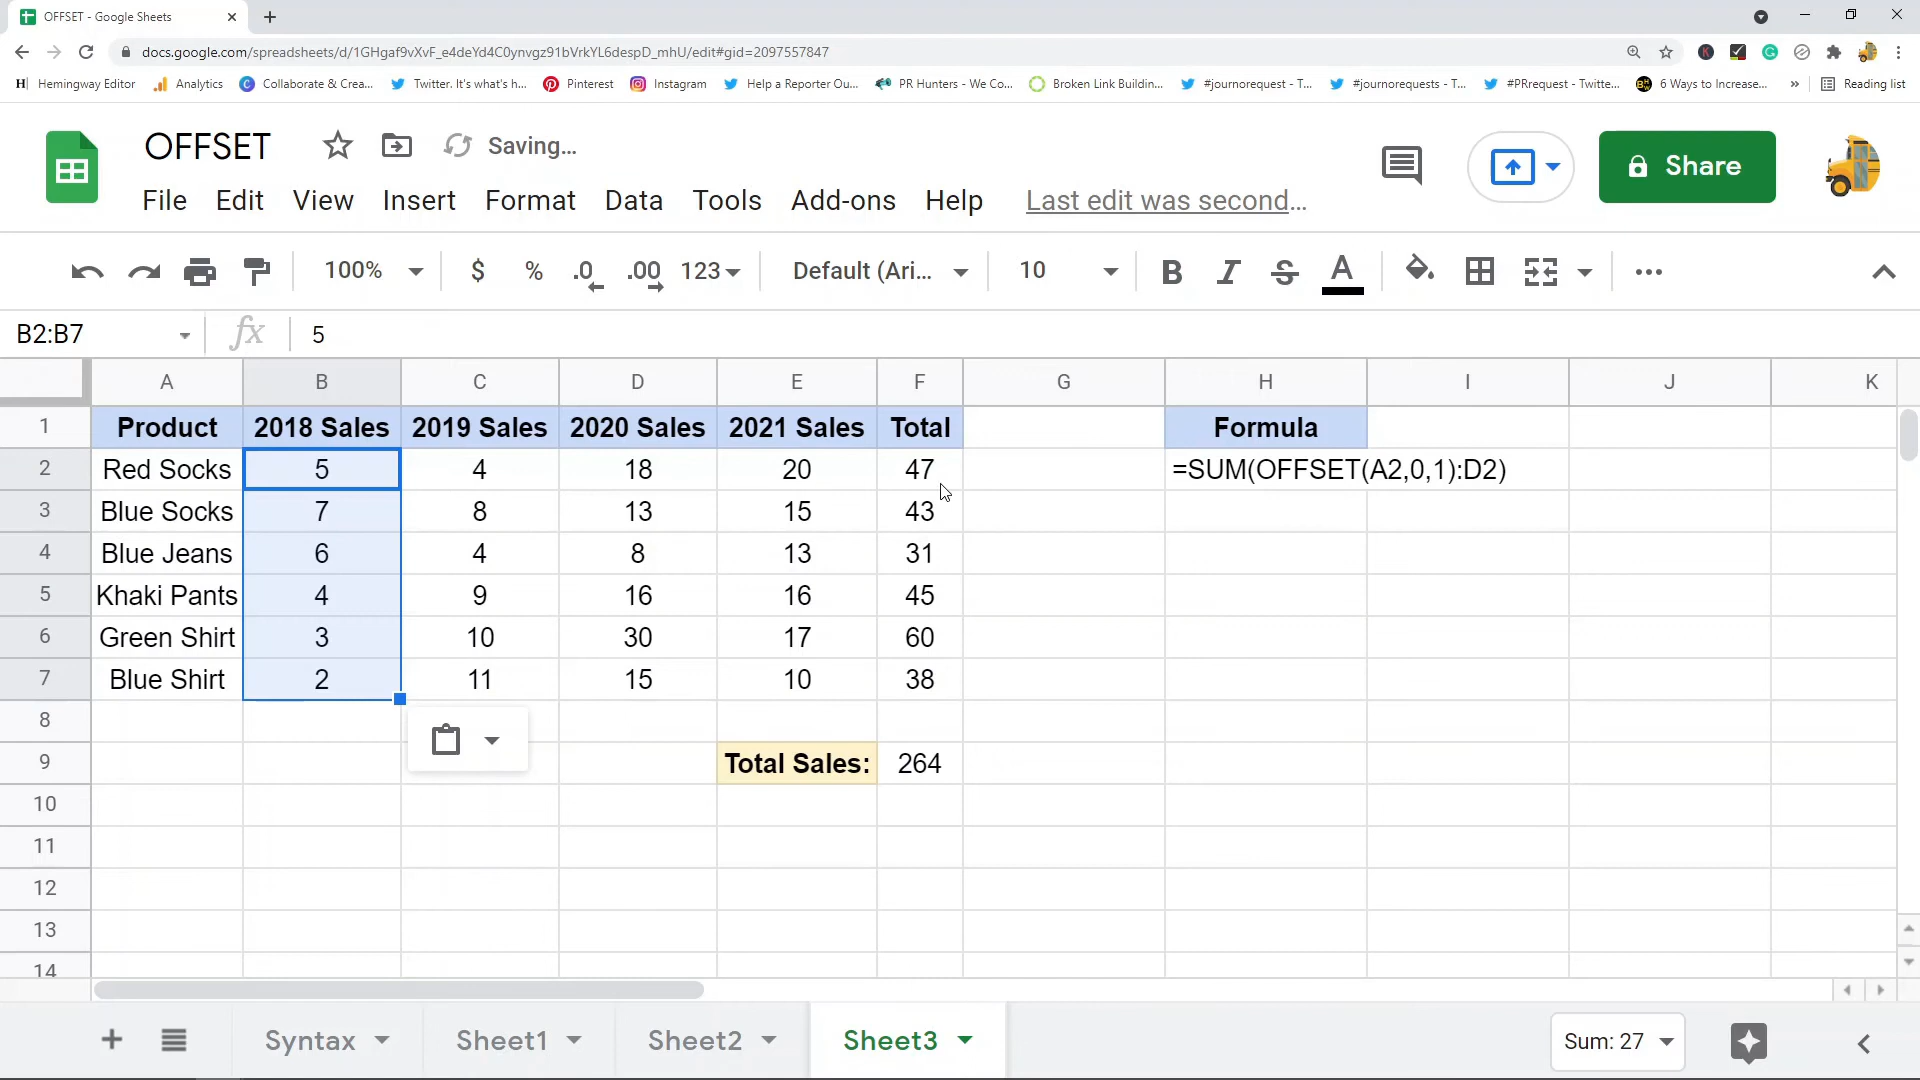 OFFSET - Google Sheets
docs.google.com/spreadsheets/d/1GHgaf9vXvF_e4deYd4C0ynvgz91bVrkYL6despD_mhU/edit#gid=2097557847
Hemingway Editor Analytics Collaborate & Crea... Twitter. It's what's h... Pinterest Instagram Help a Reporter Ou... PR Hunters - We Co... Broken Link Building... #journorequest - T... #journorequests - T... #PRrequest - Twitte... 6 Ways to Increase... » Reading list
OFFSET Saving...
File Edit View Insert Format Data Tools Add-ons Help Last edit was second...
Share
100% $ % .0 .00 123 Default (Ari... 10 B I S A
B2:B7 fx 5
A B C D E F G H I J K
1 Product 2018 Sales 2019 Sales 2020 Sales 2021 Sales Total Formula
2 Red Socks 5 4 18 20 47 =SUM(OFFSET(A2,0,1):D2)
3 Blue Socks 7 8 13 15 43
4 Blue Jeans 6 4 8 13 31
5 Khaki Pants 4 9 16 16 45
6 Green Shirt 3 10 30 17 60
7 Blue Shirt 2 11 15 10 38
8
9 Total Sales: 264
10
11
12
13
14
Syntax Sheet1 Sheet2 Sheet3 Sum: 27